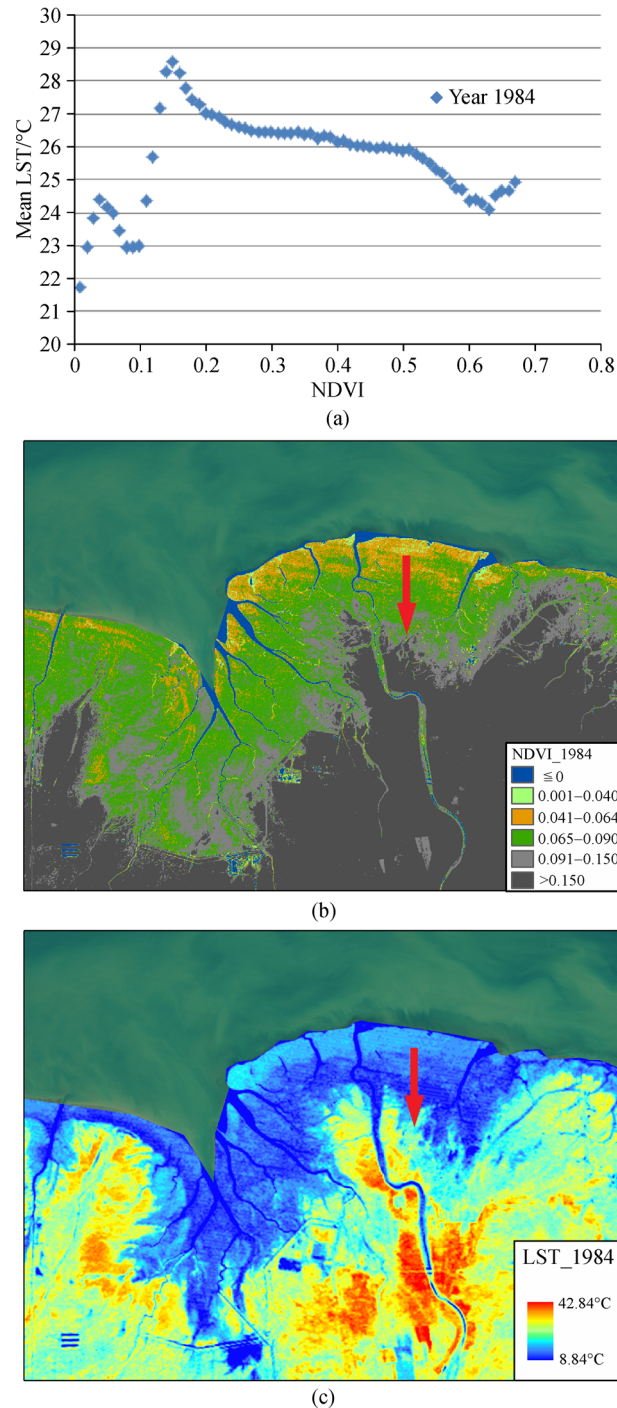 30
29
28
27
26
25
24
23
22
21
20
Mean LST/°C
Year 1984
0 0.1 0.2 0.3 0.4 0.5 0.6 0.7 0.8
NDVI
(a)
NDVI_1984
≦0
0.001–0.040
0.041–0.064
0.065–0.090
0.091–0.150
>0.150
(b)
LST_1984
42.84°C
8.84°C
(c)